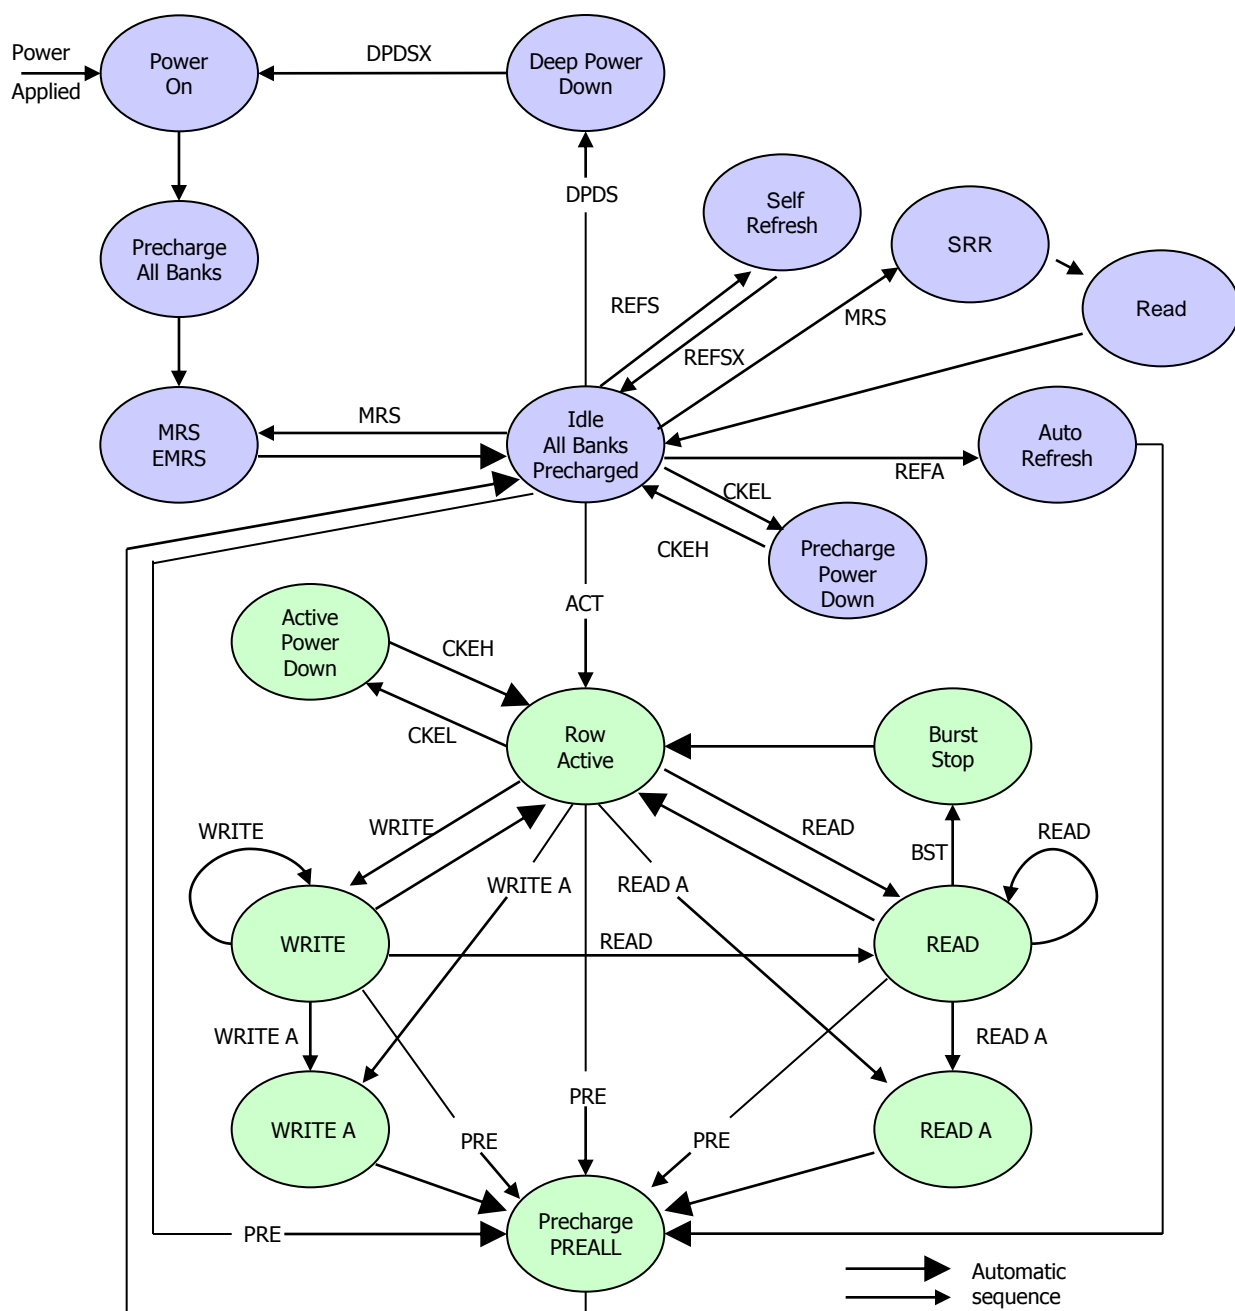 Power
Applied
Power
On
DPDSX
Deep Power
Down
DPDS
Precharge
All Banks
Self
Refresh
SRR
Read
REFS
REFSX
MRS
MRS
EMRS
MRS
Idle
All Banks
Precharged
Auto
Refresh
REFA
CKEL
CKEH
Precharge
Power
Down
ACT
Active
Power
Down
CKEH
CKEL
Row
Active
Burst
Stop
WRITE
WRITE
READ
BST
READ
WRITE A
READ A
WRITE
READ
READ
WRITE A
READ A
PRE
WRITE A
PRE
PRE
READ A
PRE
Precharge
PREALL
Automatic
sequence